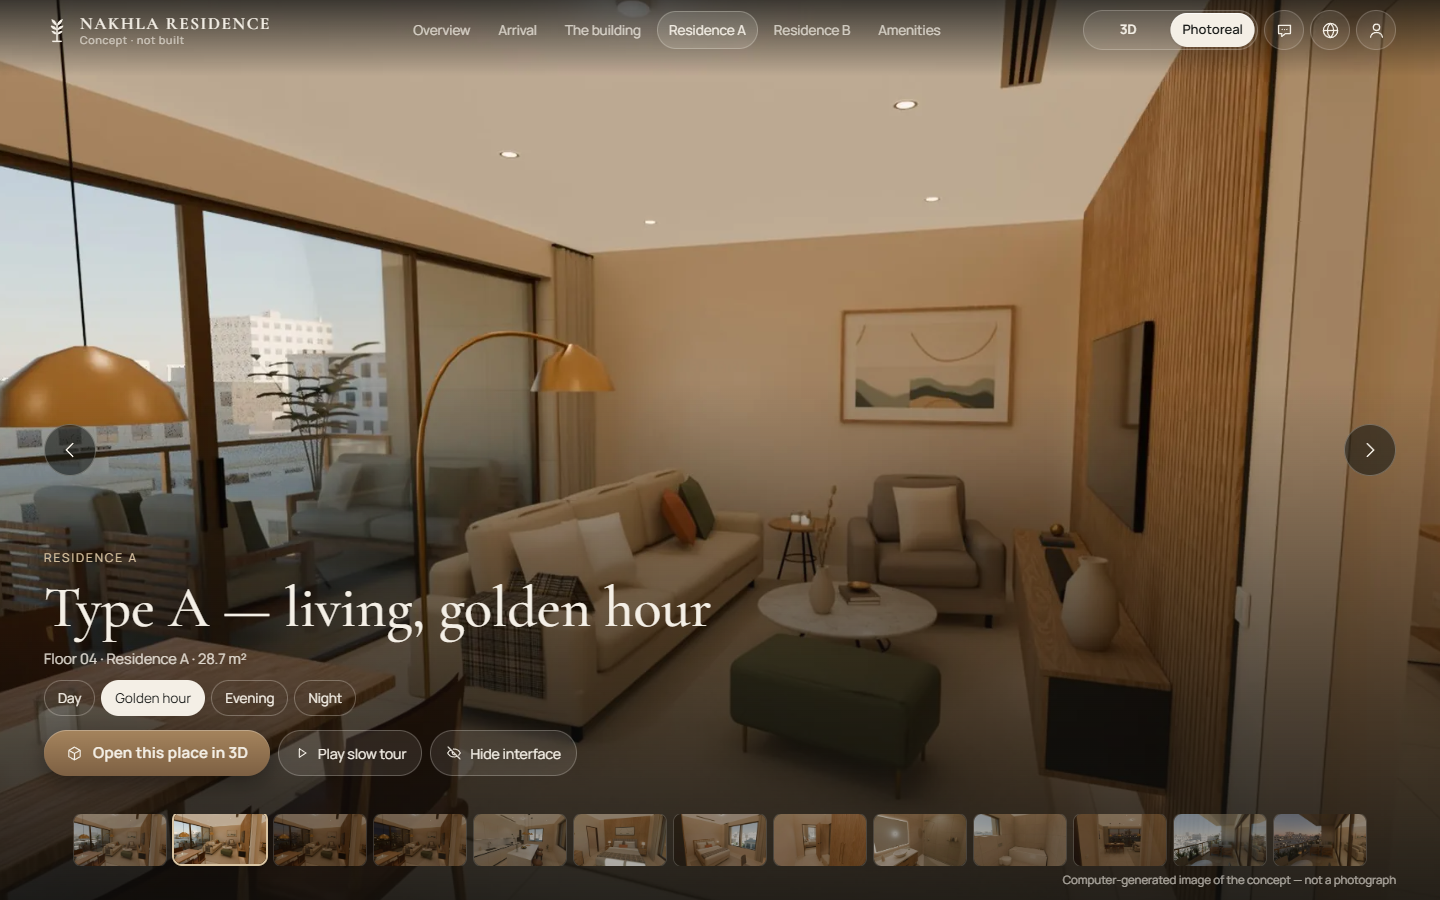 NAKHLA RESIDENCE
Concept · not built
Overview
Arrival
The building
Residence A
Residence B
Amenities
3D
Photoreal
RESIDENCE A
Type A — living, golden hour
Floor 04 · Residence A · 28.7 m²
Day
Golden hour
Evening
Night
Open this place in 3D
Play slow tour
Hide interface
Computer-generated image of the concept — not a photograph